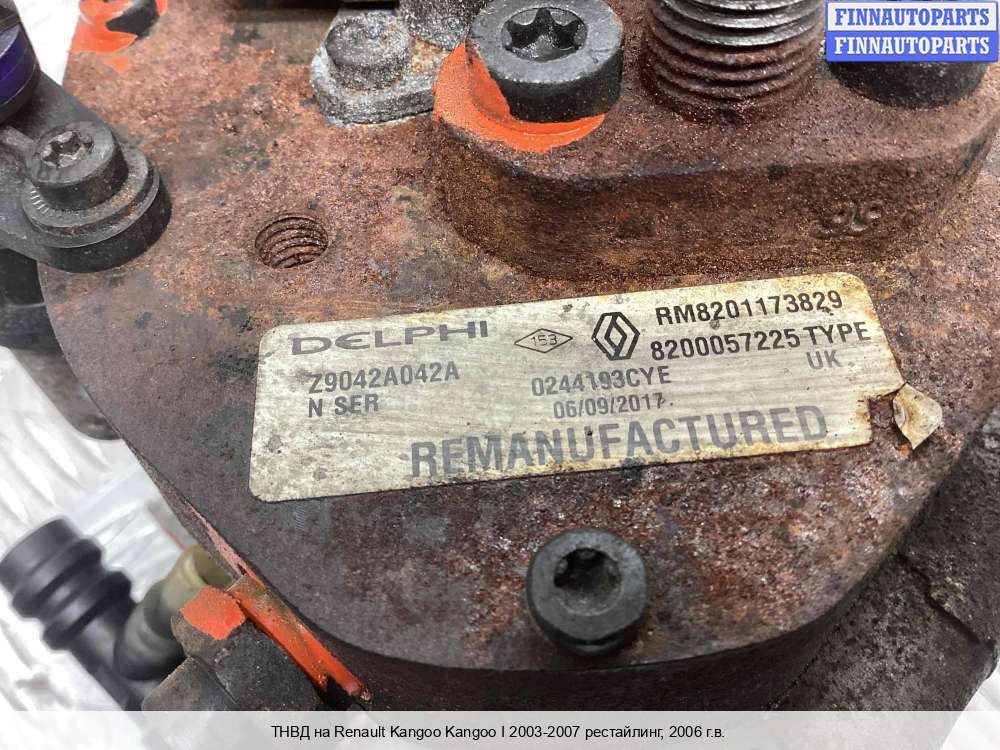 FINNAUTOPARTS
FINNAUTOPARTS
DELPHI
153
RM8201173829
8200057225 TYPE
Z9042A042A
0244193CYE
UK
N SER
06/09/2017
REMANUFACTURED
ТНВД на Renault Kangoo Kangoo I 2003-2007 рестайлинг, 2006 г.в.